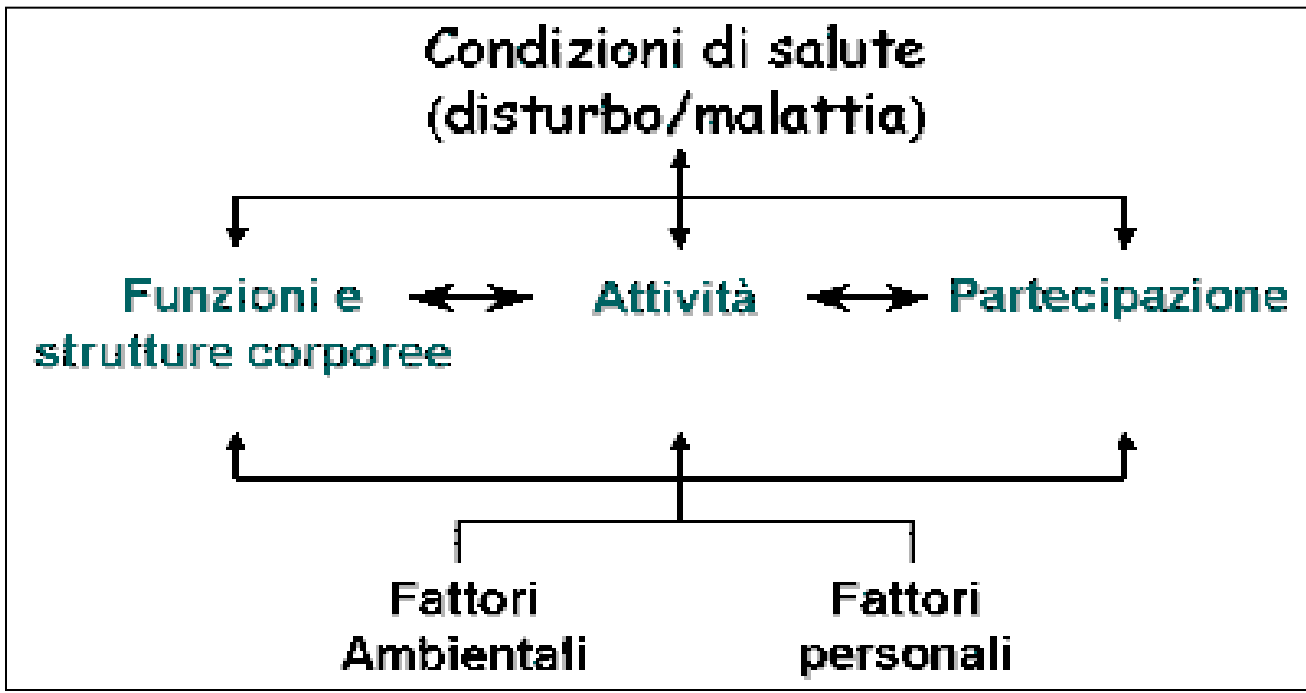 Condizioni di salute
(disturbo/malattia)
Funzioni e
strutture corporee
Attività
Partecipazione
Fattori
Ambientali
Fattori
personali